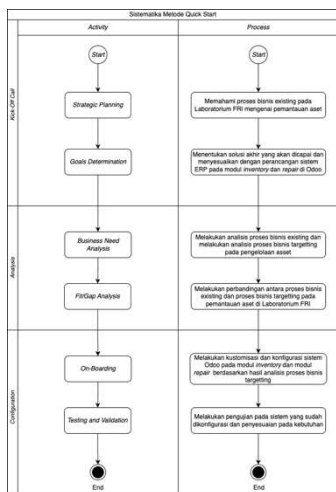 Sistematika Metode Quick Start
Activity
Process
Kick-Off Call
Start
Start
Strategic Planning
Memahami proses bisnis existing pada
Laboratorium FRI mengenai pemantauan aset
Goals Determination
Menentukan solusi akhir yang akan dicapai dan
menyesuaikan dengan perancangan sistem
ERP pada modul inventory dan repair di Odoo
Analysis
Business Need
Analysis
Melakukan analisis proses bisnis existing dan
melakukan analisis proses bisnis targetting
pada pengelolaan asset
Fit/Gap Analysis
Melakukan perbandingan antara proses bisnis
existing dan proses bisnis targetting pada
pemantauan aset di Laboratorium FRI
Configuration
On-Boarding
Melakukan kustomisasi dan konfigurasi sistem
Odoo pada modul inventory dan modul
repair berdasarkan hasil analisis proses bisnis
targetting
Testing and Validation
Melakukan pengujian pada sistem yang sudah
dikonfigurasi dan penyesuaian pada kebutuhan
End
End